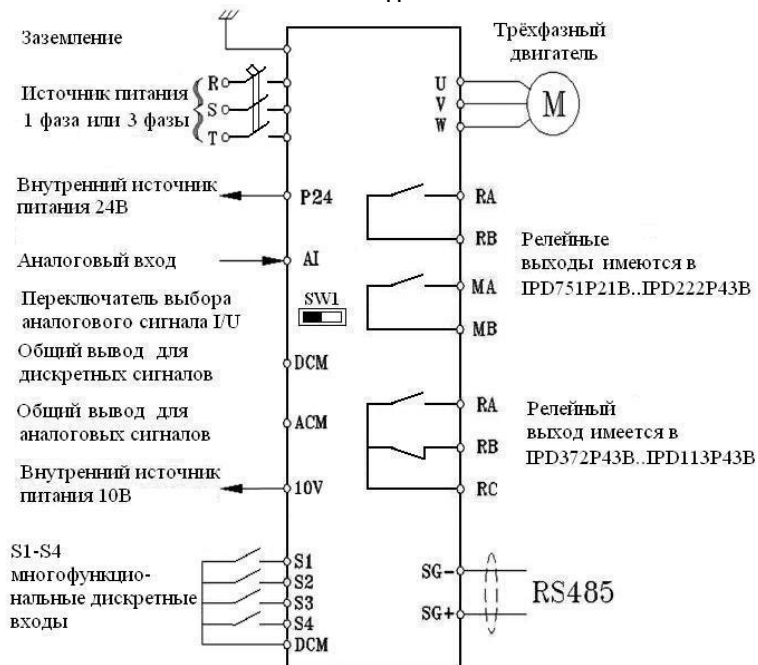 Заземление
Источник питания
1 фаза или 3 фазы
R
S
T
Внутренний источник
питания 24В
P24
Аналоговый вход
AI
Переключатель выбора
аналогового сигнала I/U
SW1
Общий вывод для
дискретных сигналов
DCM
Общий вывод для
аналоговых сигналов
ACM
Внутренний источник
питания 10В
10V
S1-S4
многофункцио-
нальные дискретные
входы
S1
S2
S3
S4
DCM
Трёхфазный
двигатель
U
V
W
M
RA
RB
MA
MB
Релейные
выходы имеются в
IPD751P21B..IPD222P43B
RA
RB
RC
Релейный
выход имеется в
IPD372P43B..IPD113P43B
SG-
SG+
RS485